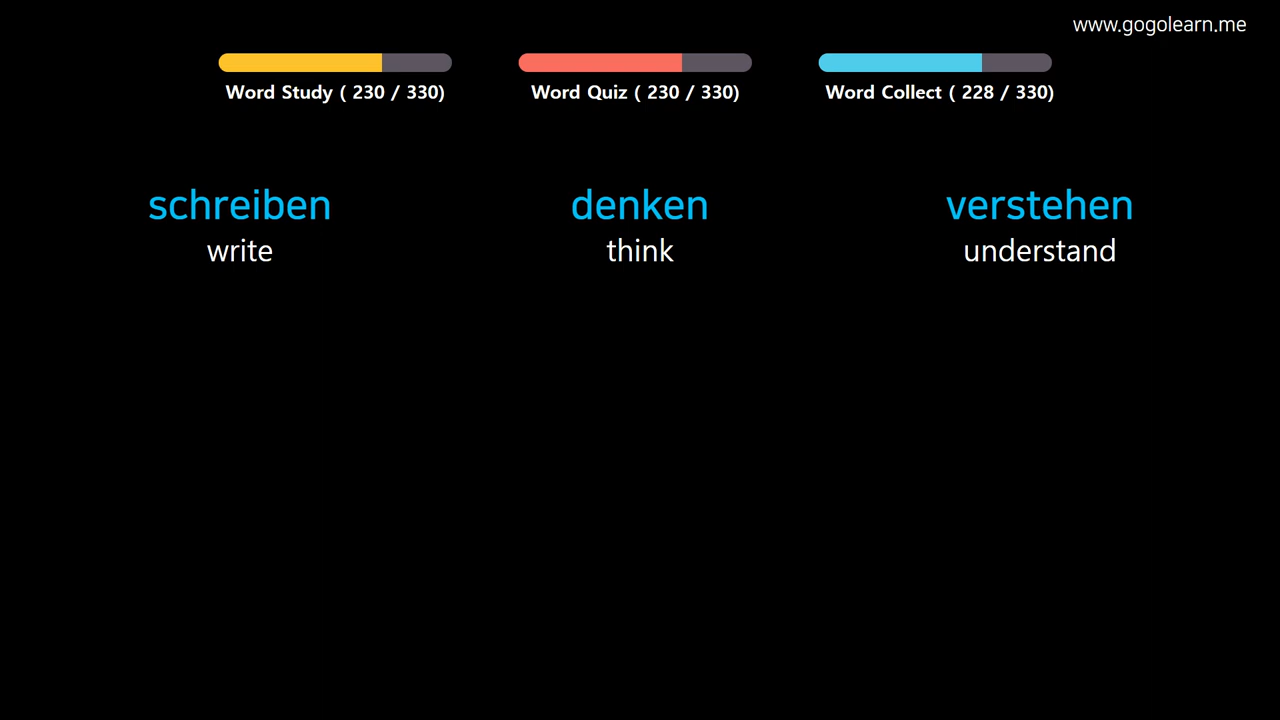 www.gogolearn.me
Word Study ( 230 / 330)
Word Quiz ( 230 / 330)
Word Collect ( 228 / 330)
schreiben
write
denken
think
verstehen
understand